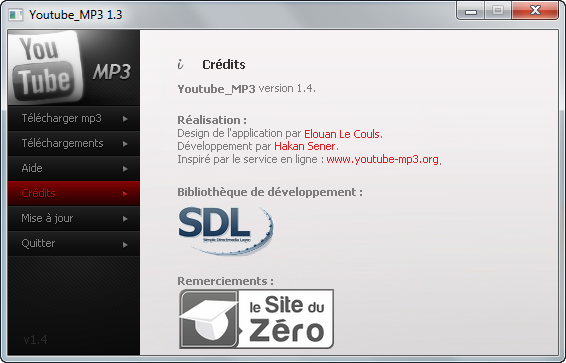 Youtube_MP3 1.3
You
Tube
MP3
Télécharger mp3
Téléchargements
Aide
Crédits
Mise à jour
Quitter
v1.4
i Crédits
Youtube_MP3 version 1.4.
Réalisation :
Design de l'application par Elouan Le Couls.
Développement par Hakan Sener.
Inspiré par le service en ligne : www.youtube-mp3.org.
Bibliothèque de développement :
SDL
Simple Directmedia Layer
Remerciements :
le Site du
Zéro